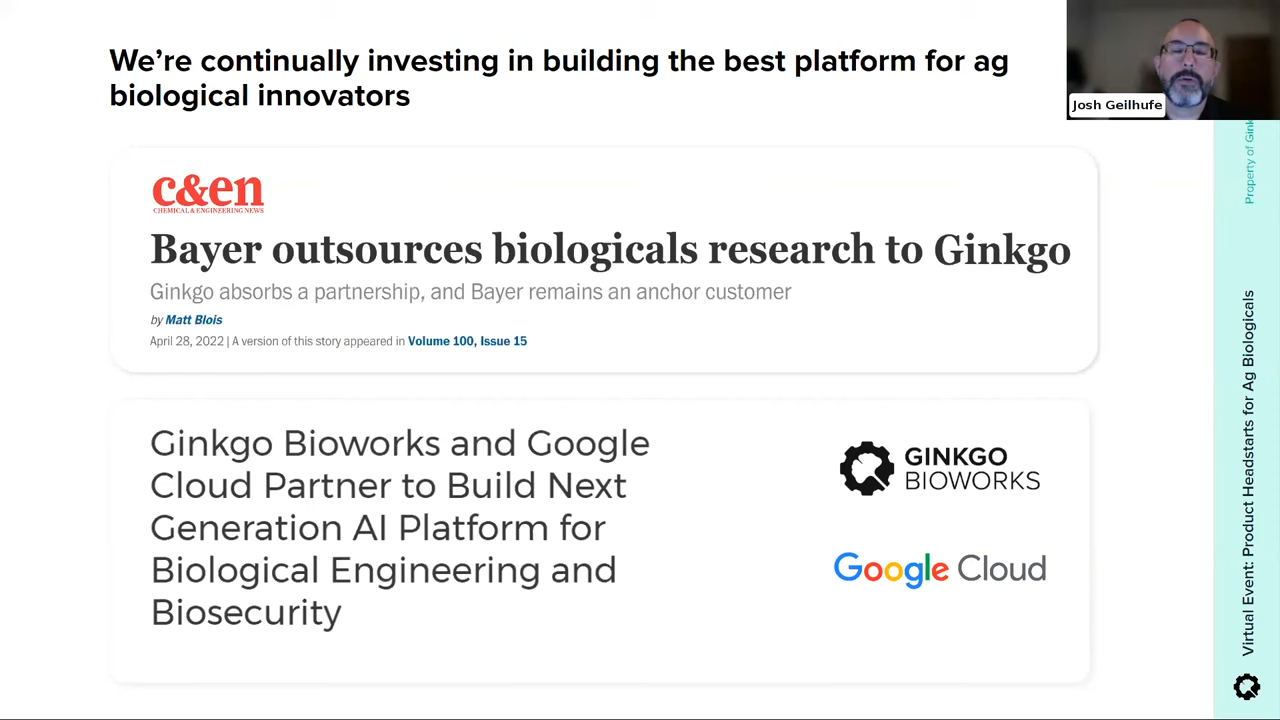 We're continually investing in building the best platform for ag
biological innovators
Josh Geilhufe
c&en
CHEMICAL & ENGINEERING NEWS
Bayer outsources biologicals research to Ginkgo
Ginkgo absorbs a partnership, and Bayer remains an anchor customer
by Matt Blois
April 28, 2022 | A version of this story appeared in Volume 100, Issue 15
Ginkgo Bioworks and Google
Cloud Partner to Build Next
Generation AI Platform for
Biological Engineering and
Biosecurity
GINKGO
BIOWORKS
Google Cloud
Property of
Virtual Event: Product Headstarts for Ag Biologicals